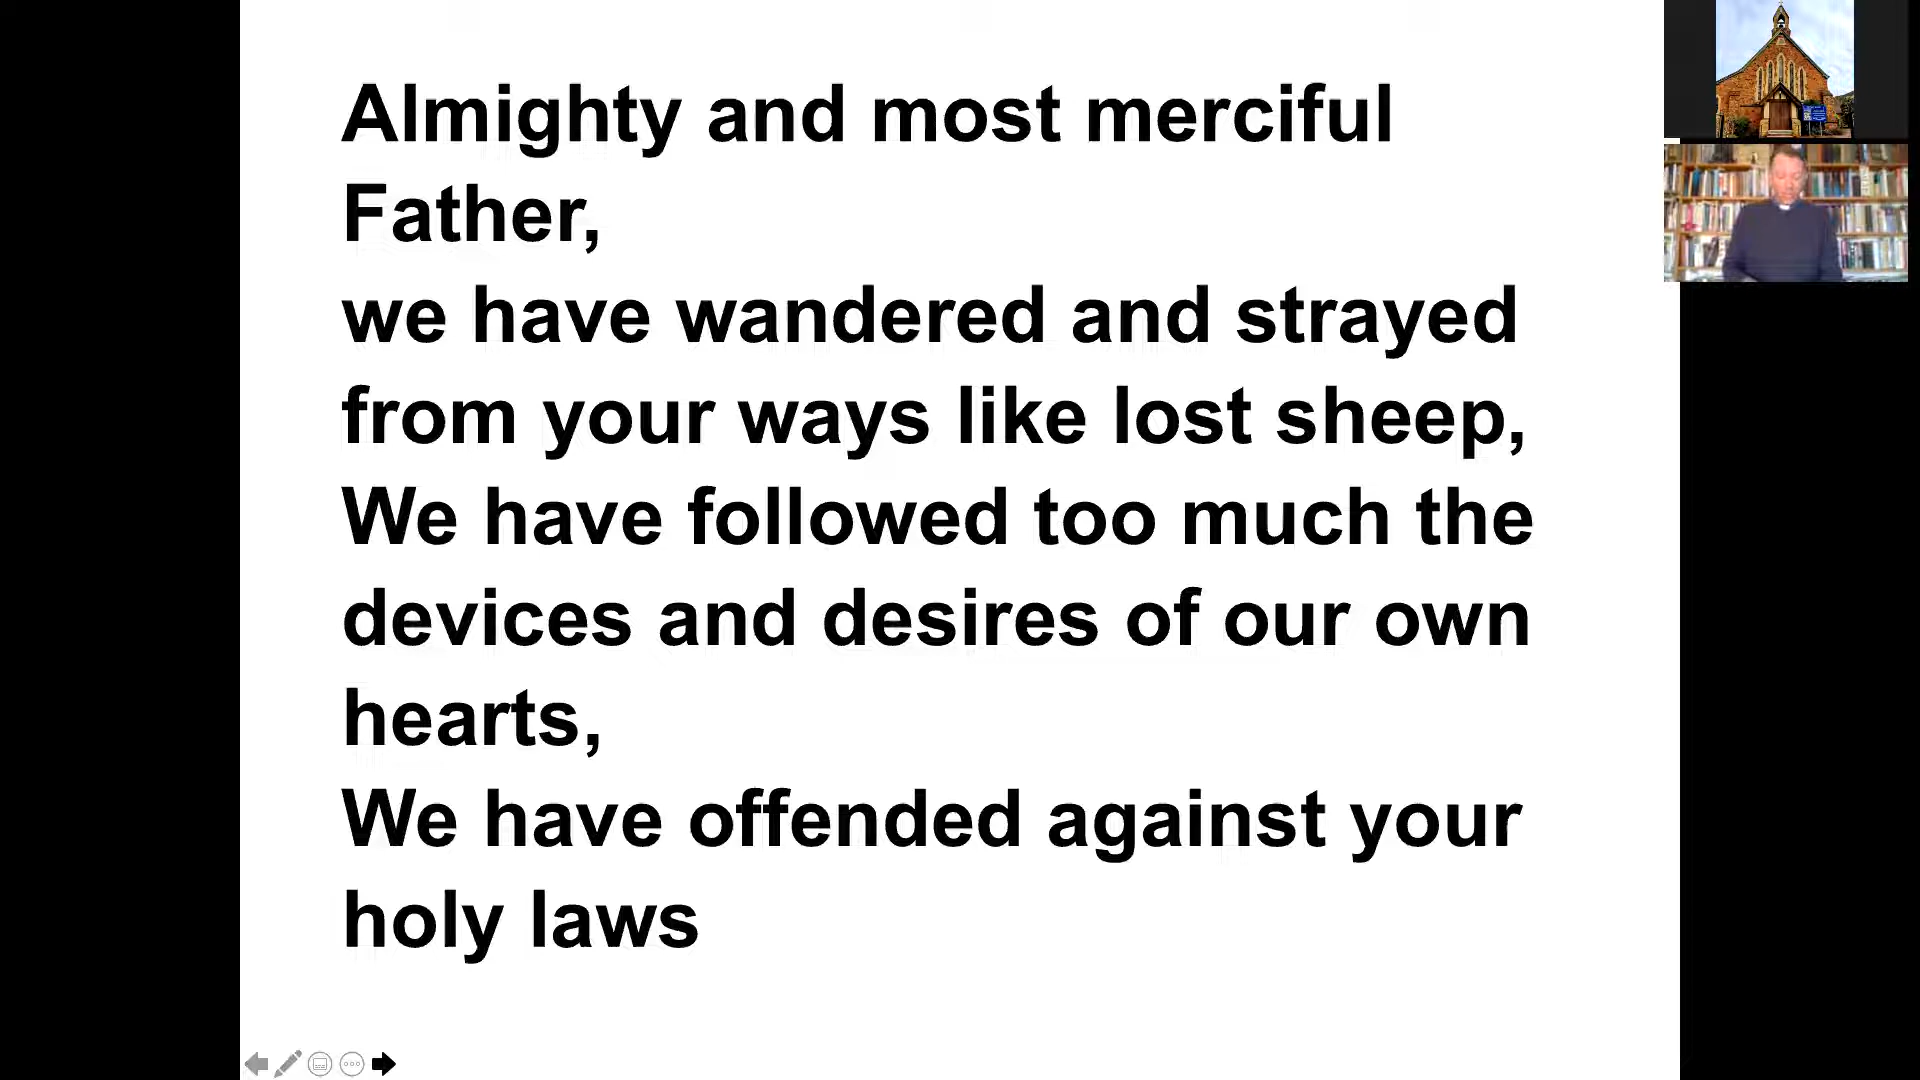 Almighty and most merciful
Father,
we have wandered and strayed
from your ways like lost sheep,
We have followed too much the
devices and desires of our own
hearts,
We have offended against your
holy laws